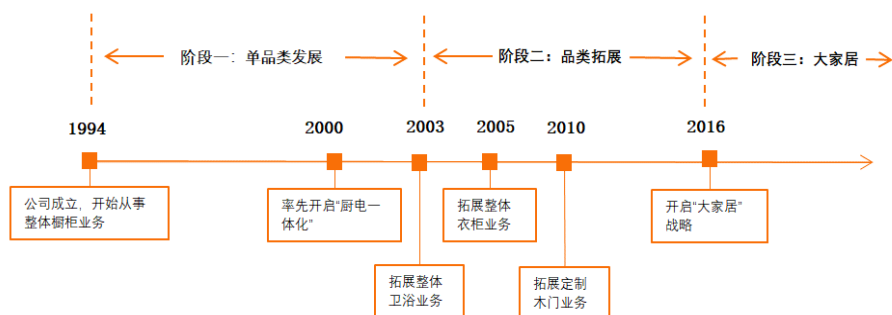 阶段一：单品类发展
阶段二：品类拓展
阶段三：大家居
1994
2000
2003
2005
2010
2016
公司成立，开始从事
整体橱柜业务
率先开启“厨电一
体化”
拓展整体
卫浴业务
拓展整体
衣柜业务
拓展定制
木门业务
开启“大家居”
战略